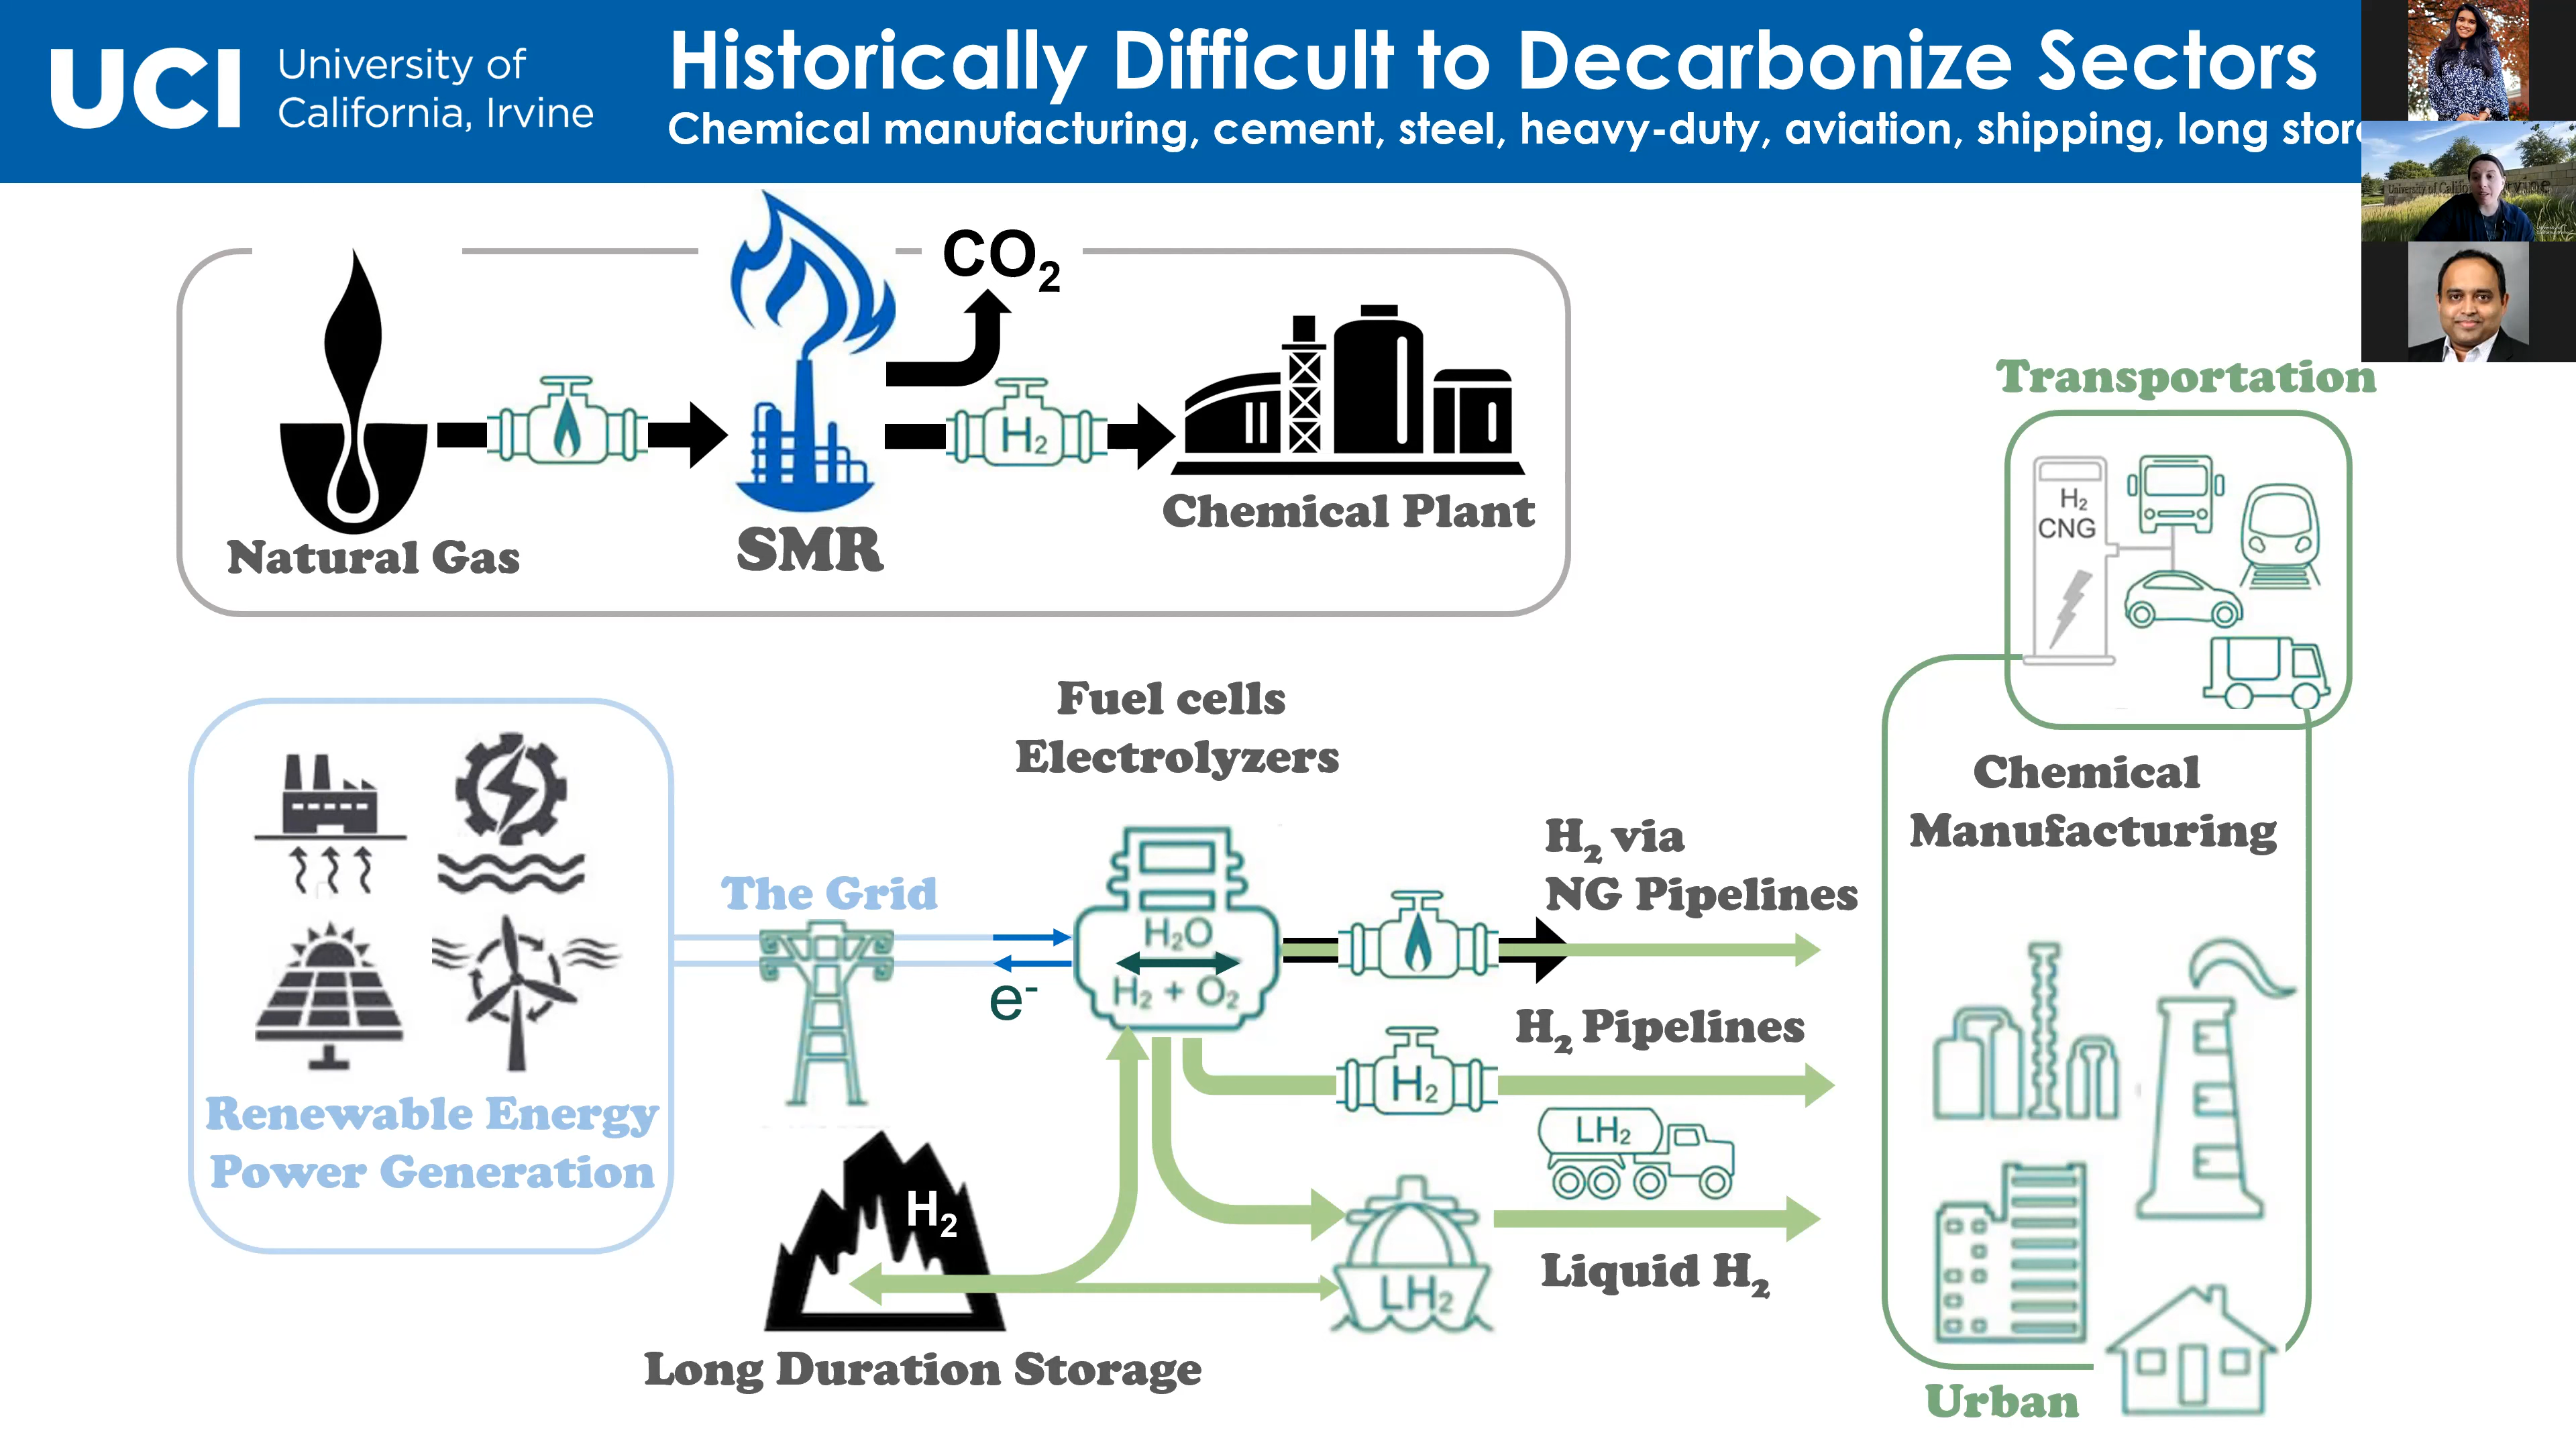 UCI University of
California, Irvine
Historically Difficult to Decarbonize Sectors
Chemical manufacturing, cement, steel, heavy-duty, aviation, shipping, long
University of
CO2
H2
Natural Gas
SMR
Chemical Plant
Transportation
H2
CNG
Fuel cells
Electrolyzers
Chemical
Manufacturing
H2 via
NG Pipelines
The Grid
H2O
H2 + O2
e-
H2 Pipelines
H2
Renewable Energy
Power Generation
LH2
H2
Liquid H2
LH2
Long Duration Storage
Urban